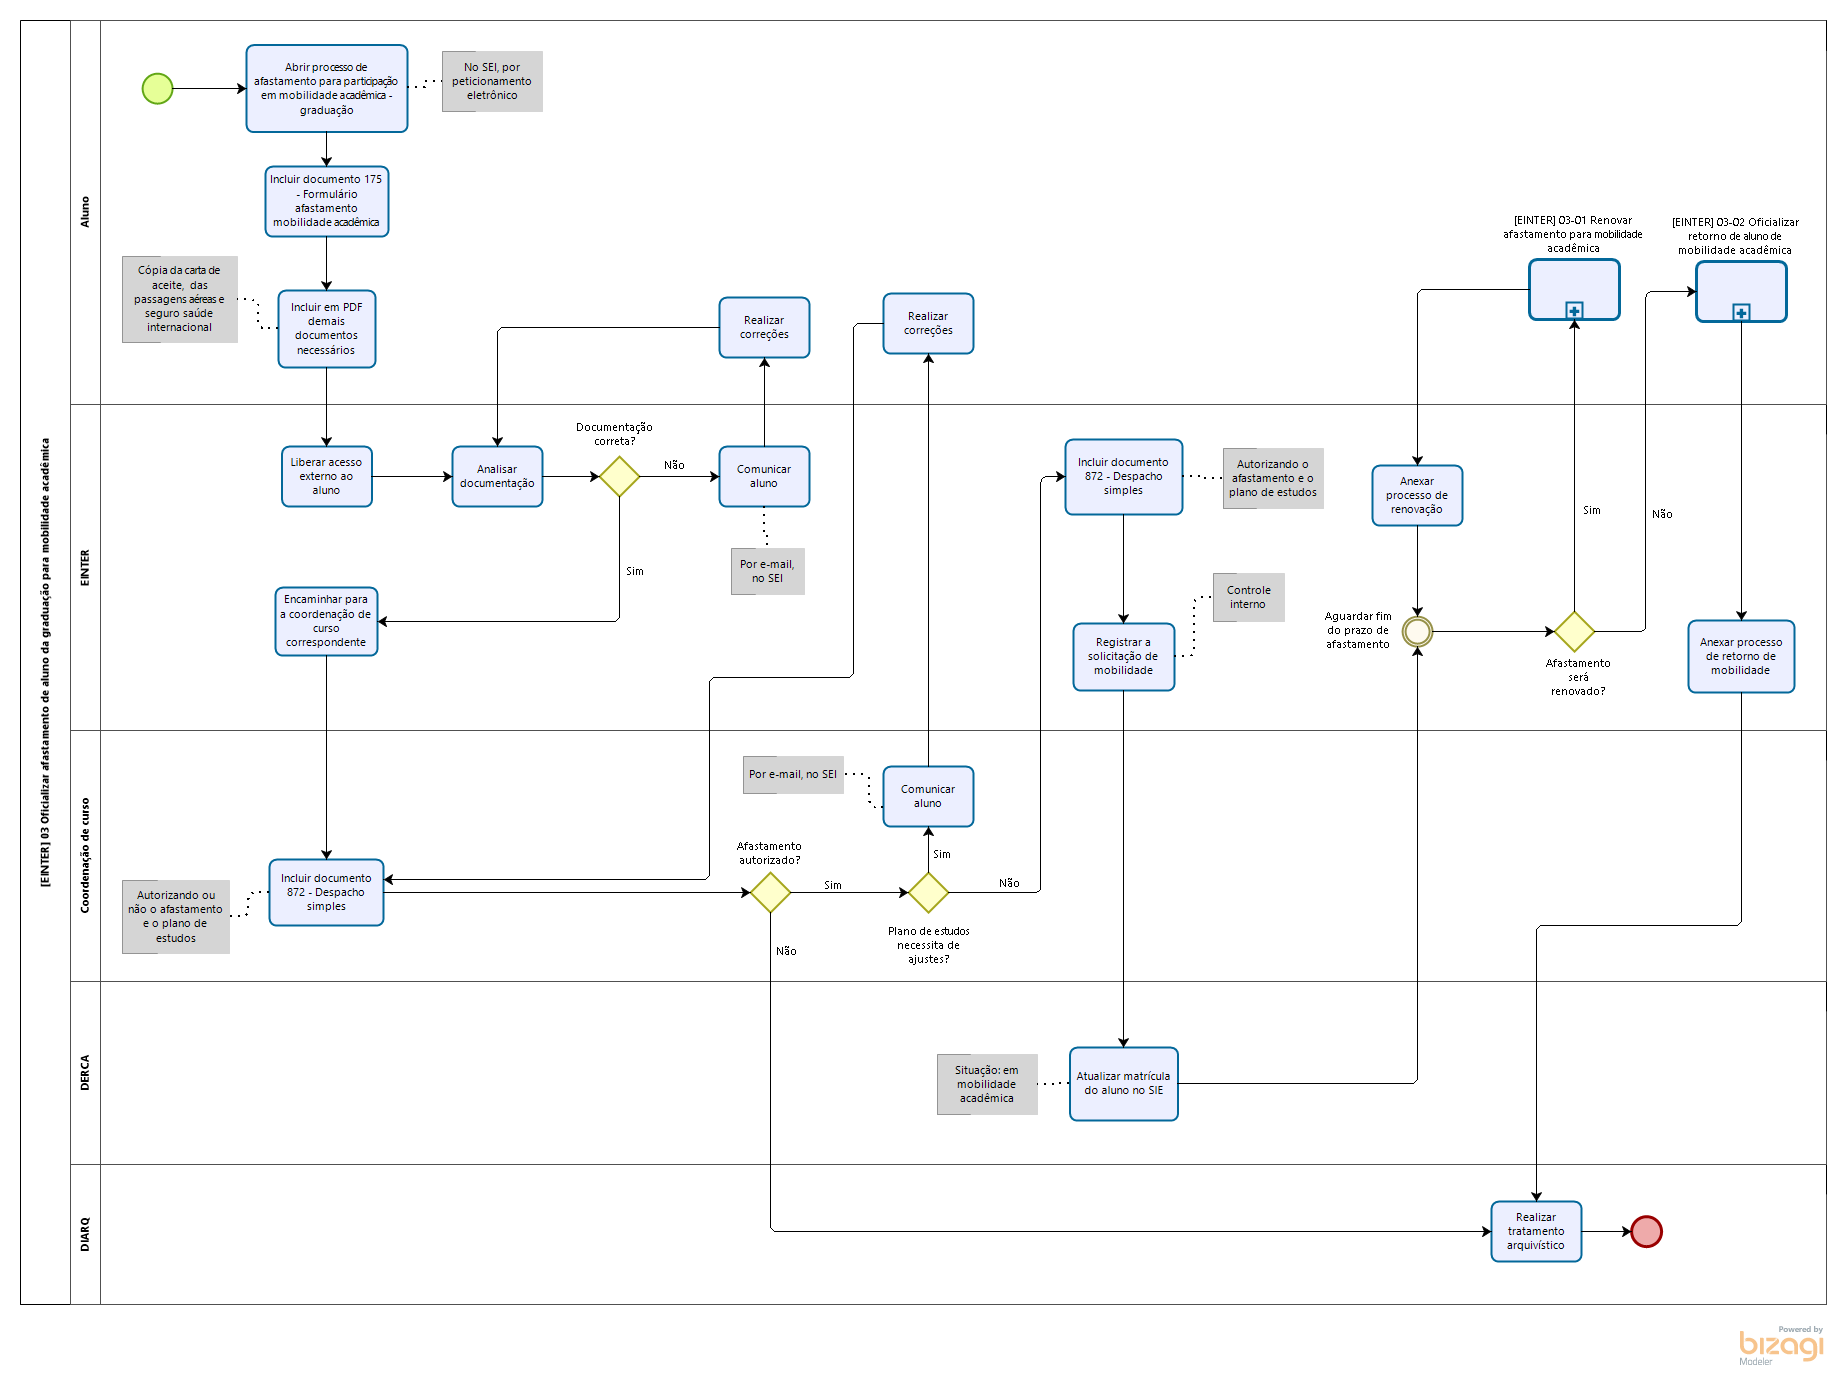 [EINTER] 03 Oficializar afastamento de aluno da graduação para mobilidade acadêmica
Aluno
Abrir processo de
afastamento para participação
em mobilidade acadêmica -
graduação
No SEI, por
peticionamento
eletrônico
Incluir documento 175
- Formulário
afastamento
mobilidade acadêmica
Cópia da carta de
aceite, das
passagens aéreas e
seguro saúde
internacional
Incluir em PDF
demais
documentos
necessários
Realizar
correções
Realizar
correções
[EINTER] 03-01 Renovar
afastamento para mobilidade
acadêmica
[EINTER] 03-02 Oficializar
retorno de aluno de
mobilidade acadêmica
EINTER
Liberar acesso
externo ao
aluno
Analisar
documentação
Documentação
correta?
Não
Comunicar
aluno
Por e-mail,
no SEI
Sim
Encaminhar para
a coordenação de
curso
correspondente
Incluir documento
872 - Despacho
simples
Autorizando o
afastamento e o
plano de estudos
Controle
interno
Registrar a
solicitação de
mobilidade
Anexar
processo de
renovação
Aguardar fim
do prazo de
afastamento
Sim
Não
Afastamento
será
renovado?
Anexar processo
de retorno de
mobilidade
Coordenação de curso
Por e-mail, no SEI
Comunicar
aluno
Incluir documento
872 - Despacho
simples
Autorizando ou
não o afastamento
e o plano de
estudos
Afastamento
autorizado?
Sim
Não
Sim
Não
Plano de estudos
necessita de
ajustes?
DERCA
Situação: em
mobilidade
acadêmica
Atualizar matrícula
do aluno no SIE
DIARQ
Realizar
tratamento
arquivístico
Powered by
bizagi
Modeler